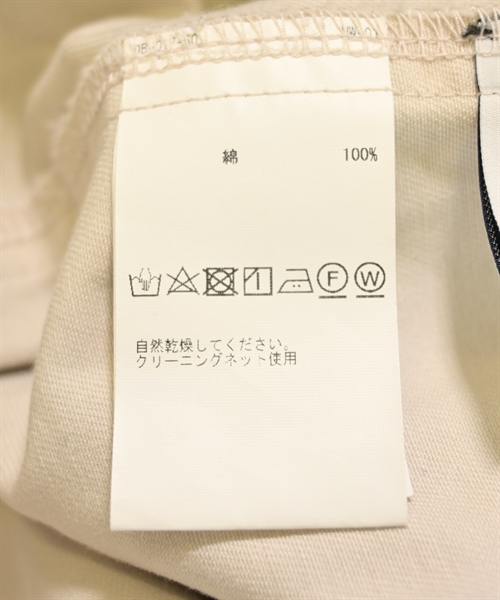 綿 100%
F W
自然乾燥してください。
クリーニングネット使用